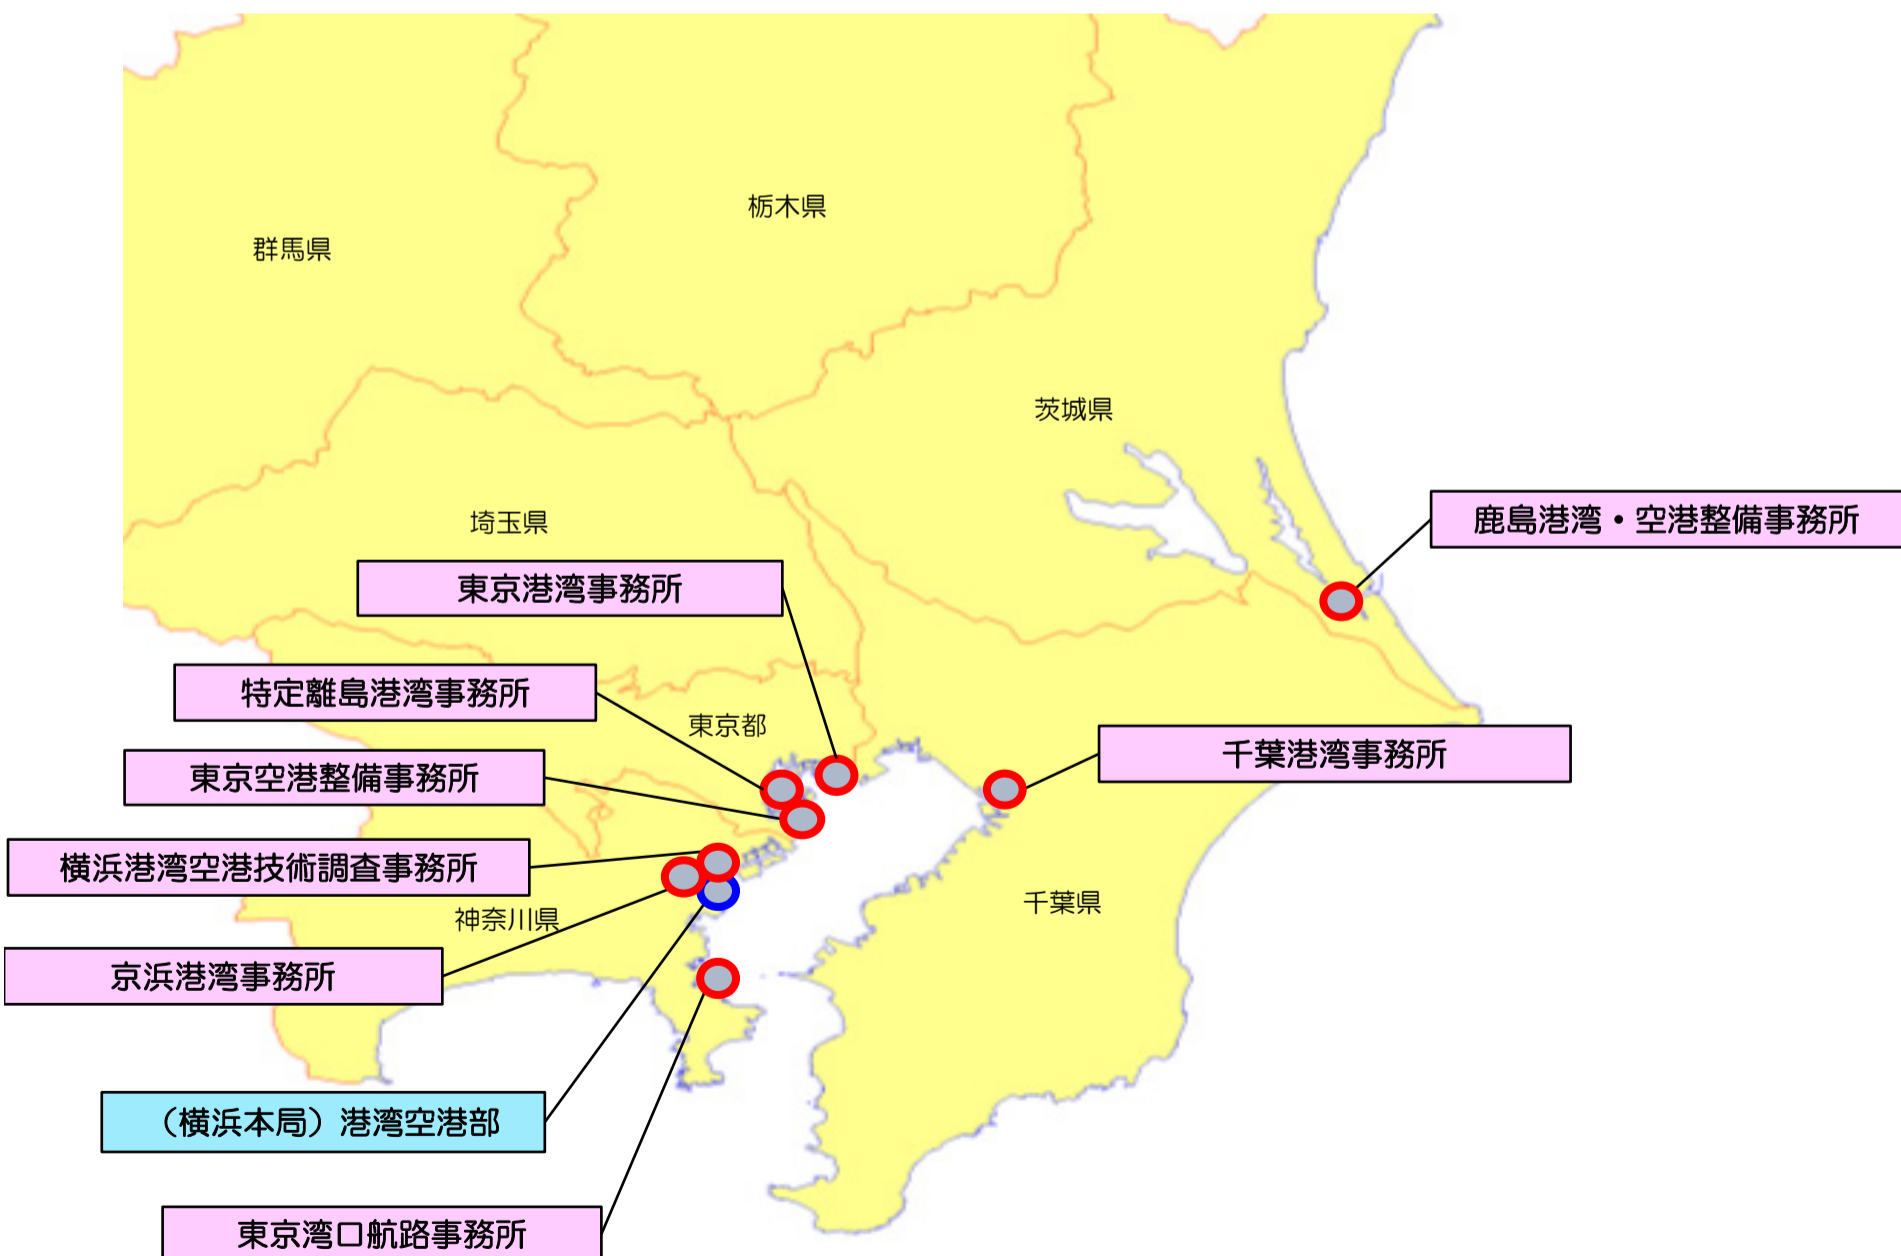 栃木県
群馬県
茨城県
埼玉県
鹿島港湾・空港整備事務所
東京港湾事務所
特定離島港湾事務所
東京都
千葉港湾事務所
東京空港整備事務所
横浜港湾空港技術調査事務所
千葉県
神奈川県
京浜港湾事務所
（横浜本局）港湾空港部
東京湾口航路事務所